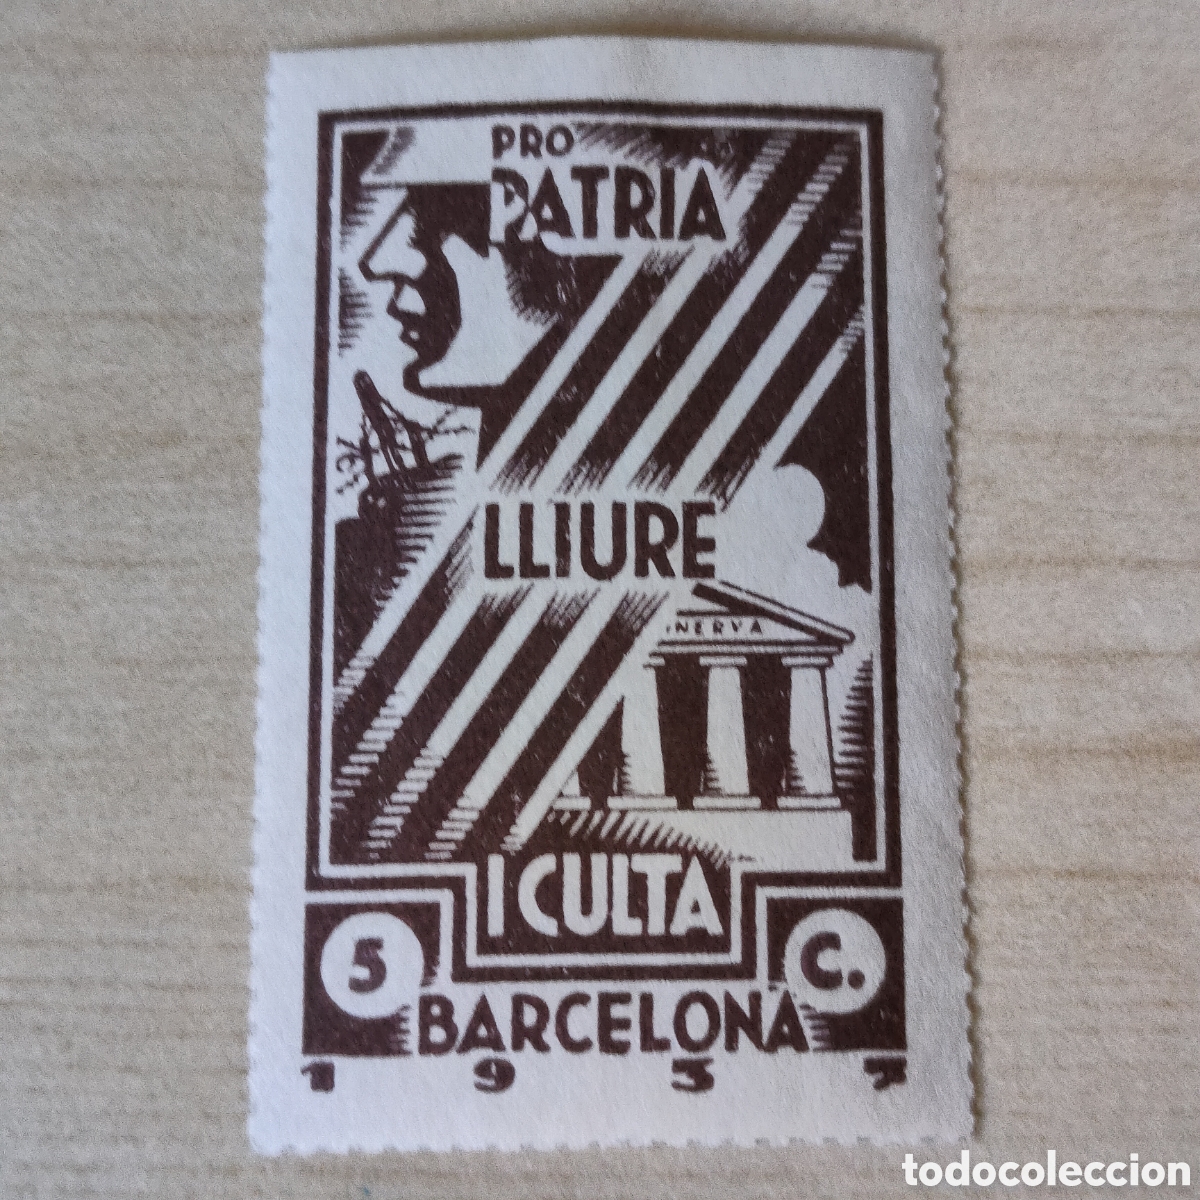 PRO
PATRIA
LLIURE
NERVA
I CULTA
5 C.
BARCELONA
1937
todocoleccion